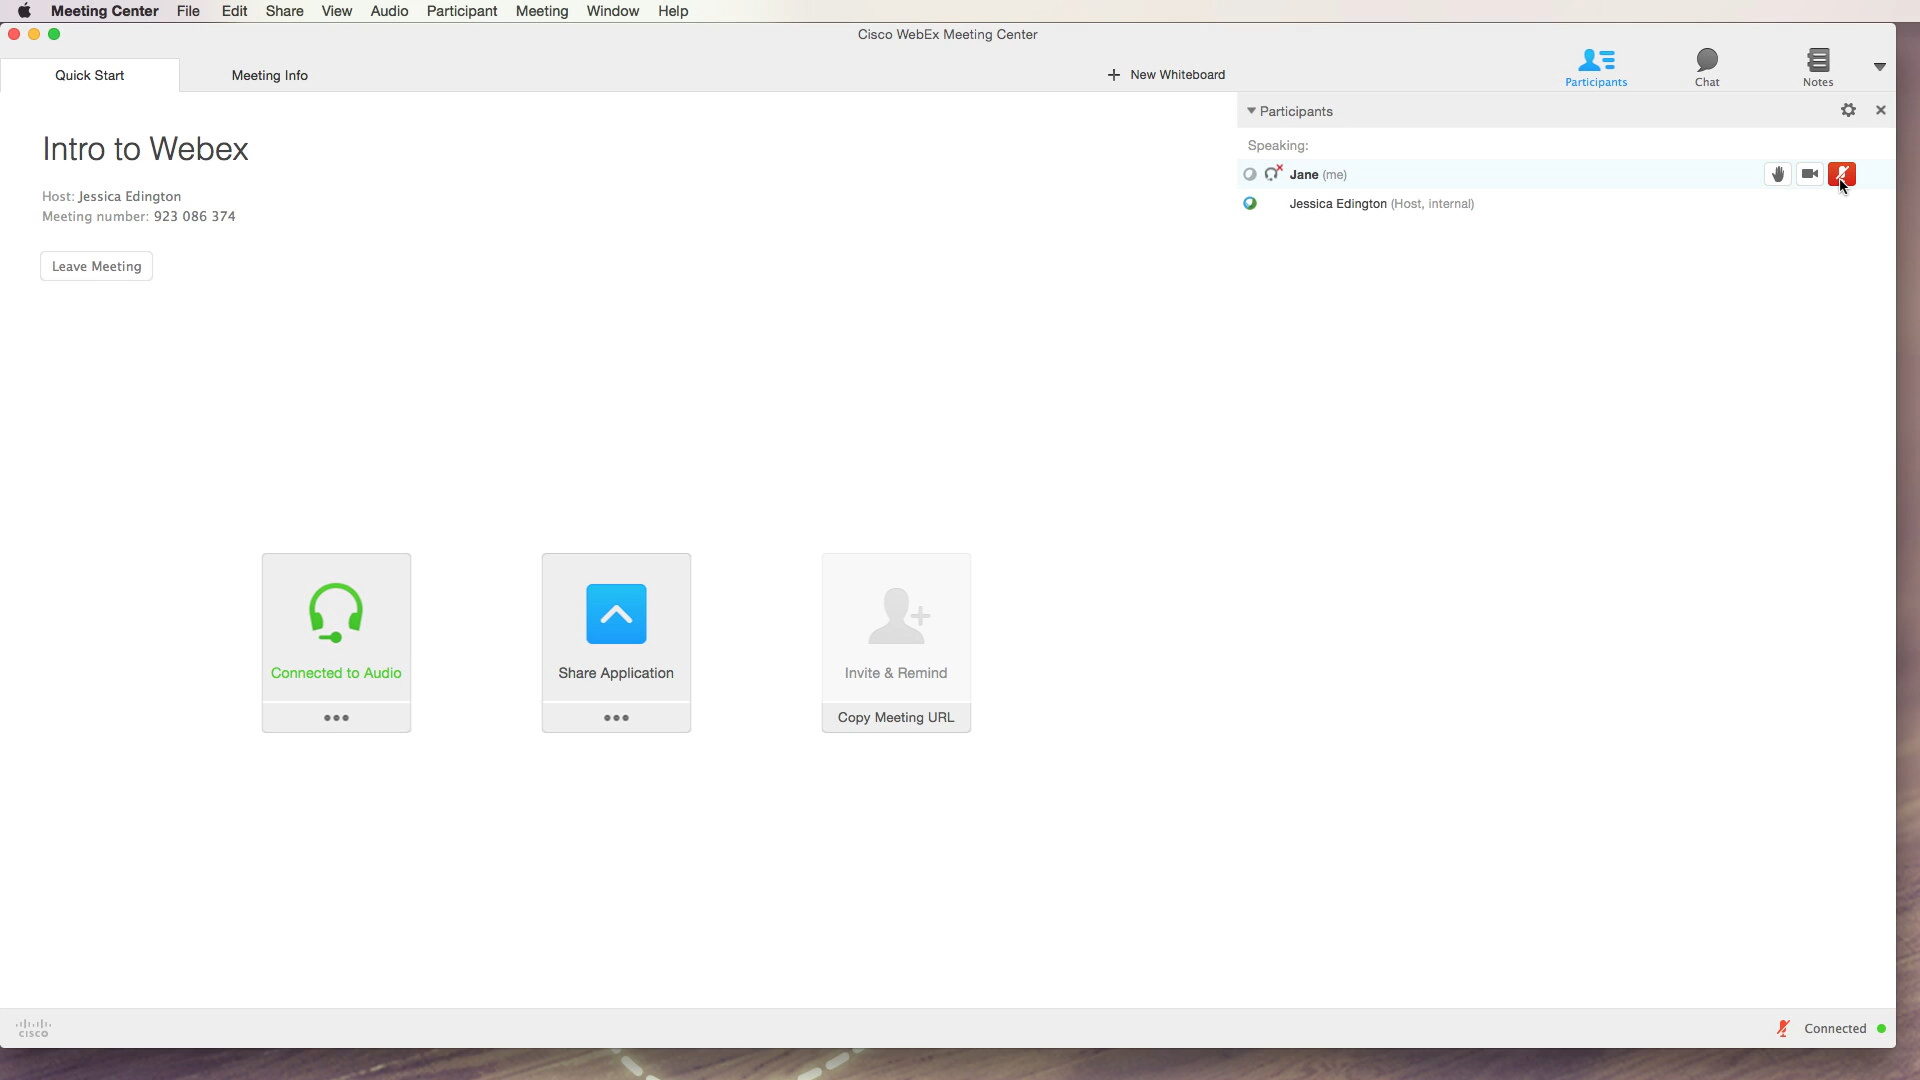 Meeting Center File Edit Share View Audio Participant Meeting Window Help
Cisco WebEx Meeting Center
Quick Start Meeting Info + New Whiteboard Participants Chat Notes
Participants
Intro to Webex
Speaking:
Jane (me)
Host: Jessica Edington
Jessica Edington (Host, internal)
Meeting number: 923 086 374
Leave Meeting
Connected to Audio Share Application Invite & Remind
Copy Meeting URL
CISCO
Connected